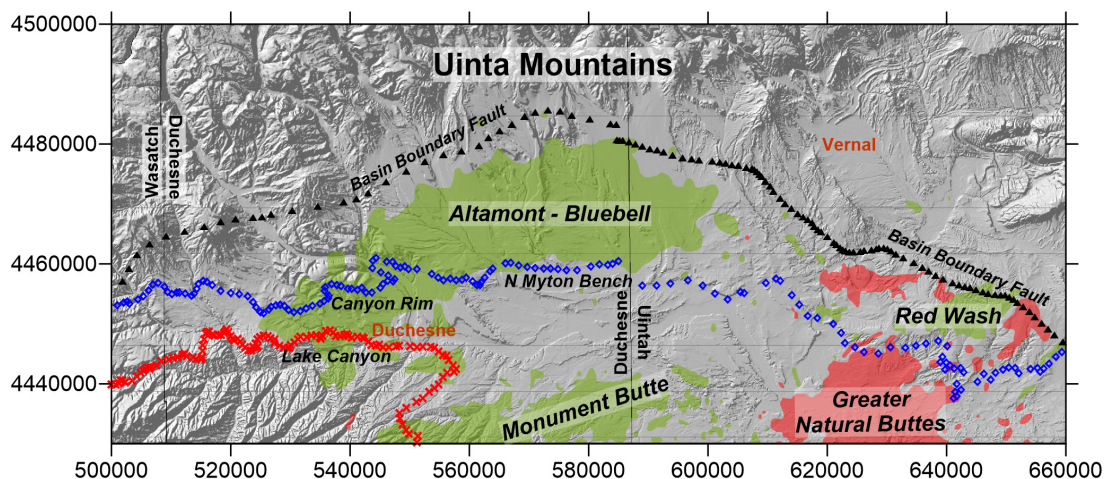 4500000
Uinta Mountains
Wasatch
Duchesne
Basin Boundary Fault
4480000
Vernal
Altamont - Bluebell
4460000
Basin Boundary Fault
N Myton Bench
Canyon Rim
Duchesne
Uintah
Red Wash
Duchesne
Lake Canyon
4440000
Monument Butte
Greater
Natural Buttes
500000 520000 540000 560000 580000 600000 620000 640000 660000